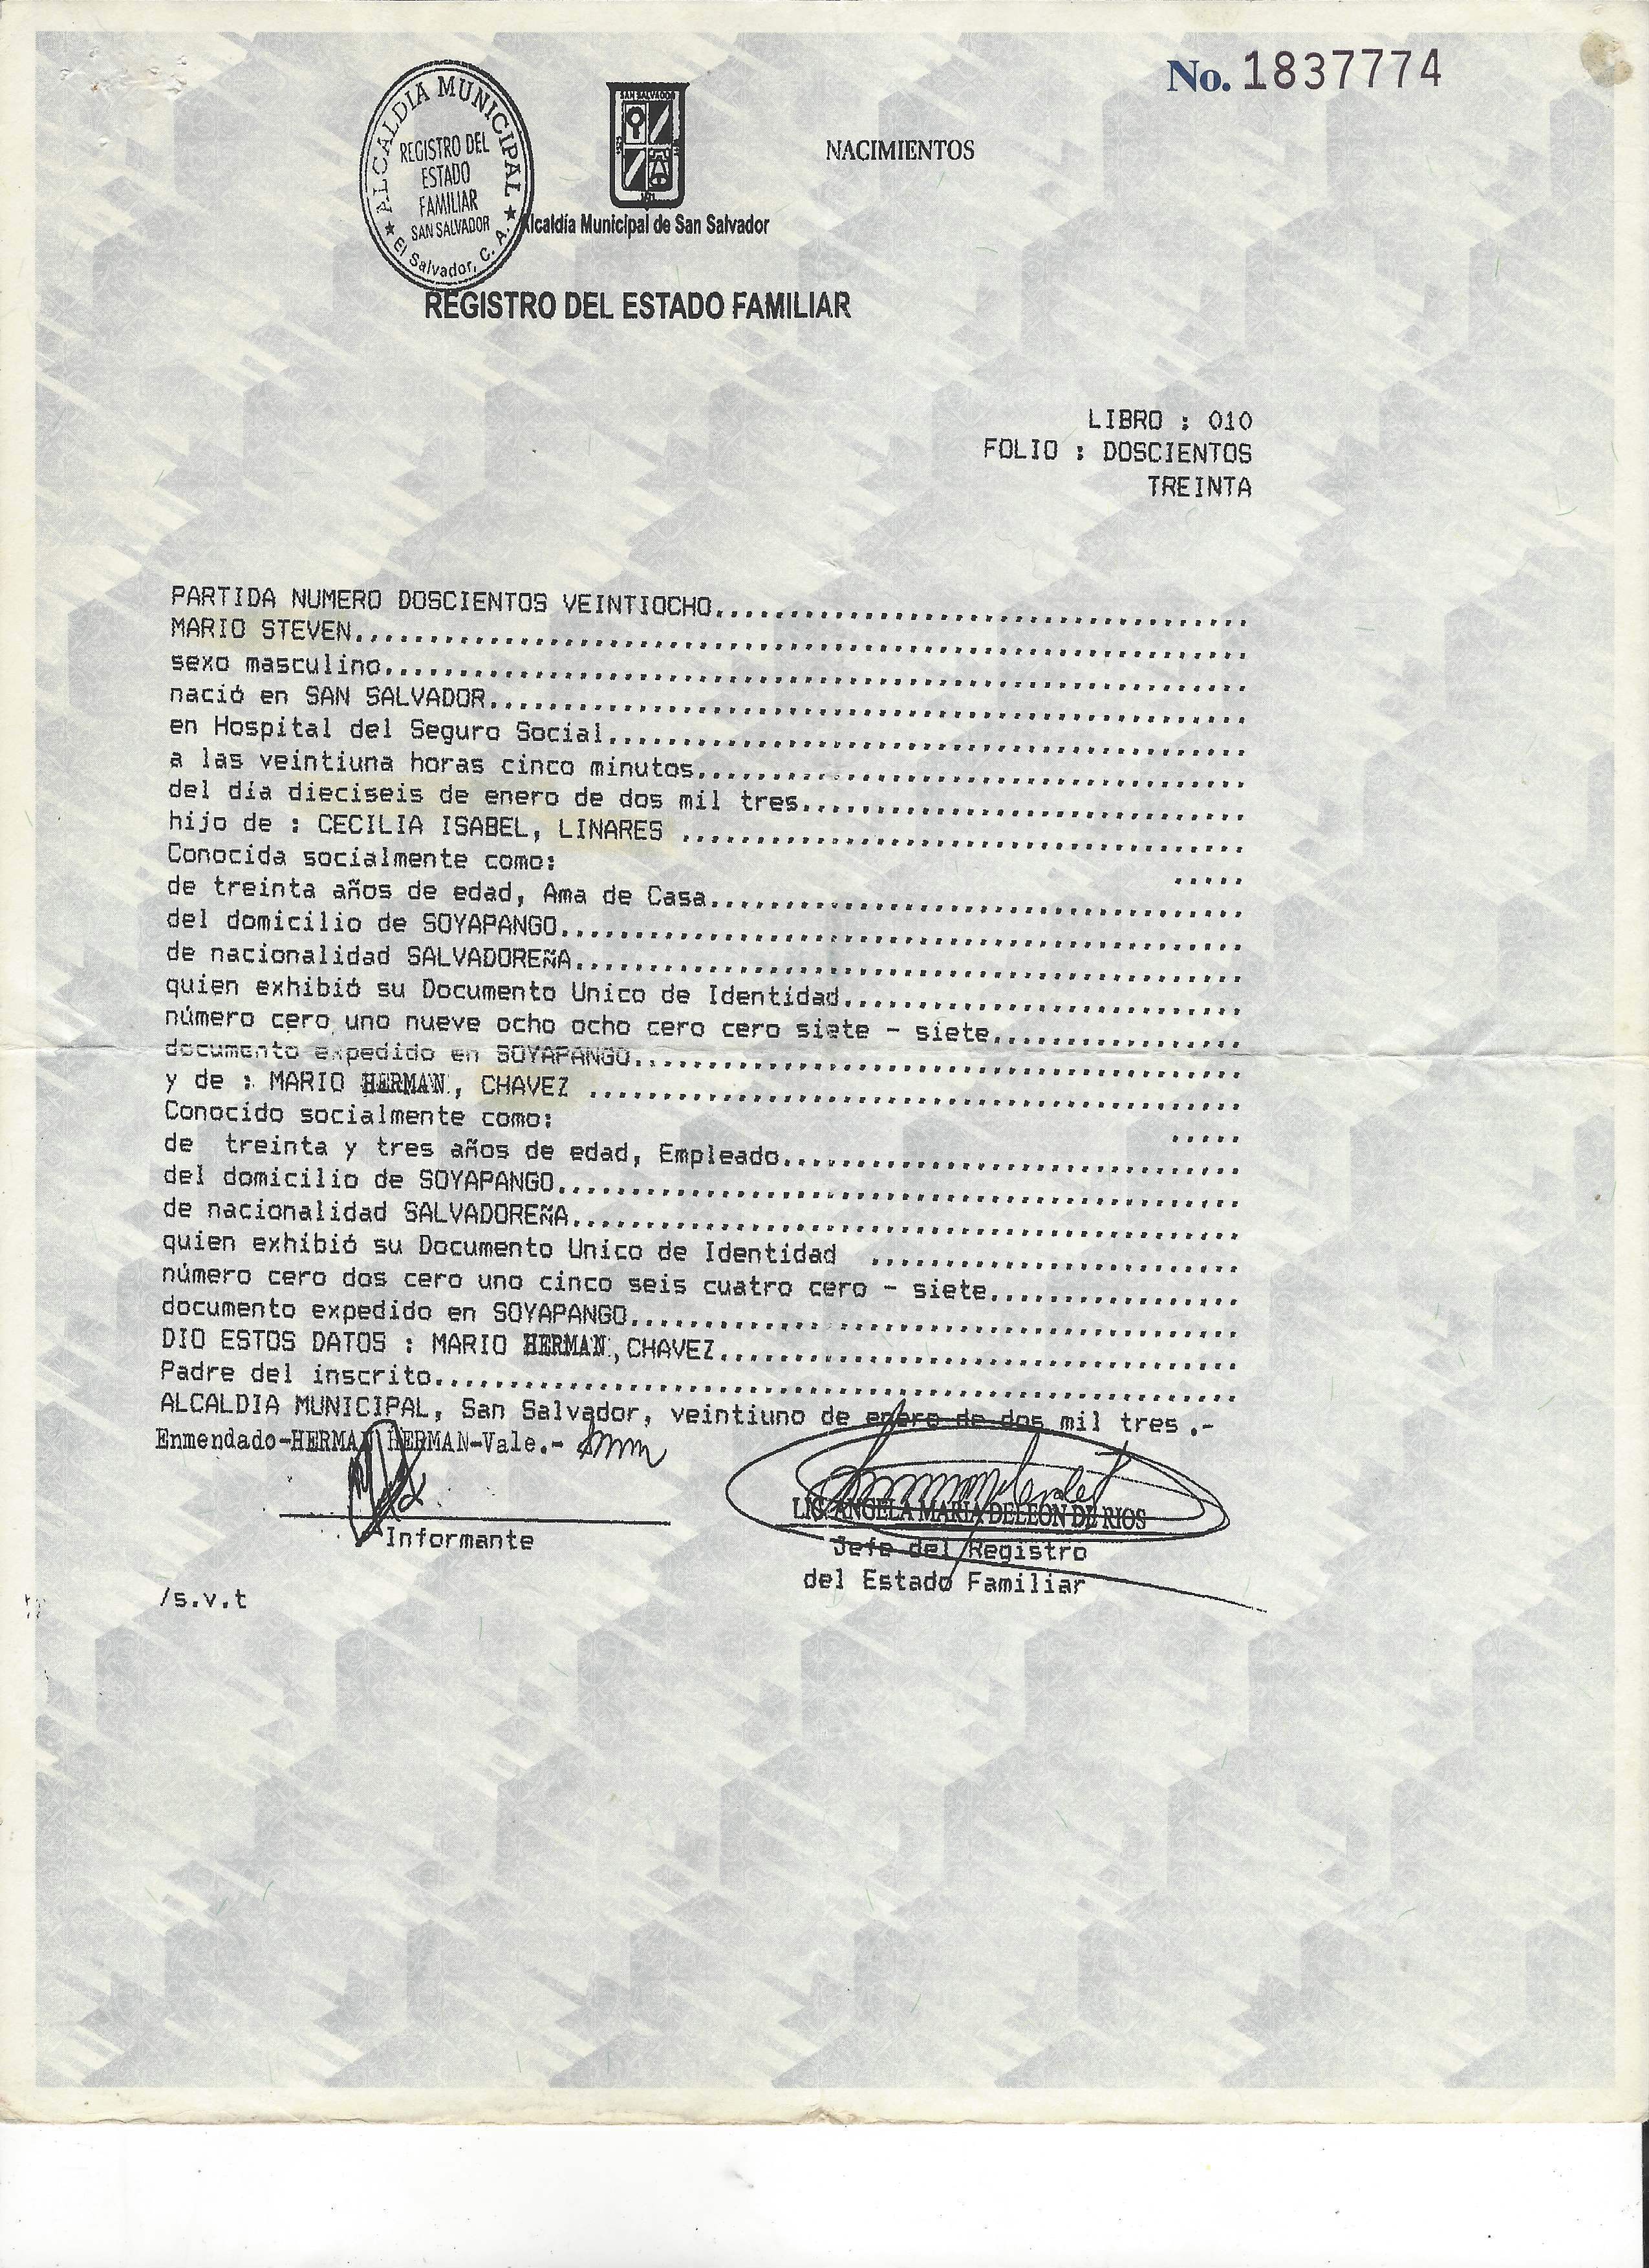 No. 1837774
ALCALDIA MUNICIPAL
REGISTRO DEL
ESTADO
FAMILIAR
SAN SALVADOR
El Salvador, C. A.
SAN SALVADOR
NACIMIENTOS
Alcaldía Municipal de San Salvador
REGISTRO DEL ESTADO FAMILIAR
LIBRO : 010
FOLIO : DOSCIENTOS
TREINTA
PARTIDA NUMERO DOSCIENTOS VEINTIOCHO....................................
MARIO STEVEN............................................................
sexo masculino..........................................................
nació en SAN SALVADOR...................................................
en Hospital del Seguro Social...........................................
a las veintiuna horas cinco minutos.....................................
del día dieciseis de enero de dos mil tres..............................
hijo de : CECILIA ISABEL, LINARES ......................................
Conocida socialmente como: .....
de treinta años de edad, Ama de Casa....................................
del domicilio de SOYAPANGO..............................................
de nacionalidad SALVADOREÑA.............................................
quien exhibió su Documento Unico de Identidad...........................
número cero uno nueve ocho ocho cero cero siete - siete.................
documento expedido en SOYAPANGO.........................................
y de : MARIO HERMAN, CHAVEZ ............................................
Conocido socialmente como: .....
de treinta y tres años de edad, Empleado................................
del domicilio de SOYAPANGO..............................................
de nacionalidad SALVADOREÑA.............................................
quien exhibió su Documento Unico de Identidad .........................
número cero dos cero uno cinco seis cuatro cero - siete.................
documento expedido en SOYAPANGO.........................................
DIO ESTOS DATOS : MARIO HERMAN, CHAVEZ..................................
Padre del inscrito......................................................
ALCALDIA MUNICIPAL, San Salvador, veintiuno de enero de dos mil tres .-
Enmendado-HERMAN HERMAN-Vale.-
LIC. ANGELA MARIA DELEON DE RIOS
Informante
Jefe del Registro
del Estado Familiar
/s.v.t